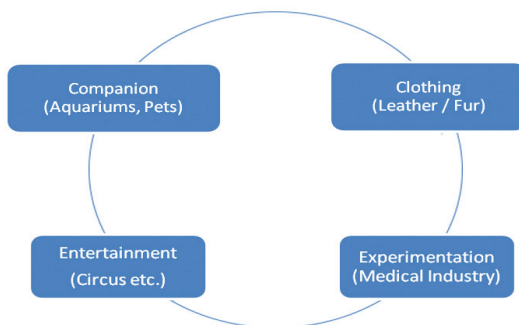 Companion
(Aquariums, Pets)
Clothing
(Leather / Fur)
Entertainment
(Circus etc.)
Experimentation
(Medical Industry)